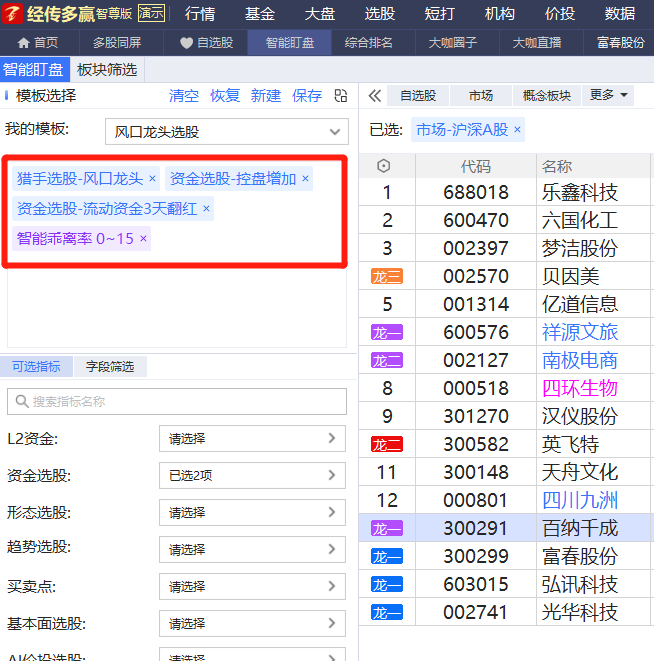 经传多赢 智尊版 演示 行情 基金 大盘 选股 短打 机构 价投 数据
首页 多股同屏 自选股 智能盯盘 综合排名 大咖圈子 大咖直播 富春股份
智能盯盘 板块筛选
模板选择 清空 恢复 新建 保存
我的模板: 风口龙头选股
猎手选股-风口龙头 × 资金选股-控盘增加 ×
资金选股-流动资金3天翻红 ×
智能乖离率 0~15 ×
可选指标 字段筛选
搜索指标名称
L2资金: 请选择
资金选股: 已选2项
形态选股: 请选择
趋势选股: 请选择
买卖点: 请选择
基本面选股: 请选择
AI价投选股: 请选择
自选股 市场 概念板块 更多
已选: 市场-沪深A股 ×
代码 名称
1 688018 乐鑫科技
2 600470 六国化工
3 002397 梦洁股份
龙三 002570 贝因美
5 001314 亿道信息
龙一 600576 祥源文旅
龙二 002127 南极电商
8 000518 四环生物
9 301270 汉仪股份
龙二 300582 英飞特
11 300148 天舟文化
12 000801 四川九洲
龙一 300291 百纳千成
龙一 300299 富春股份
龙一 603015 弘讯科技
龙一 002741 光华科技